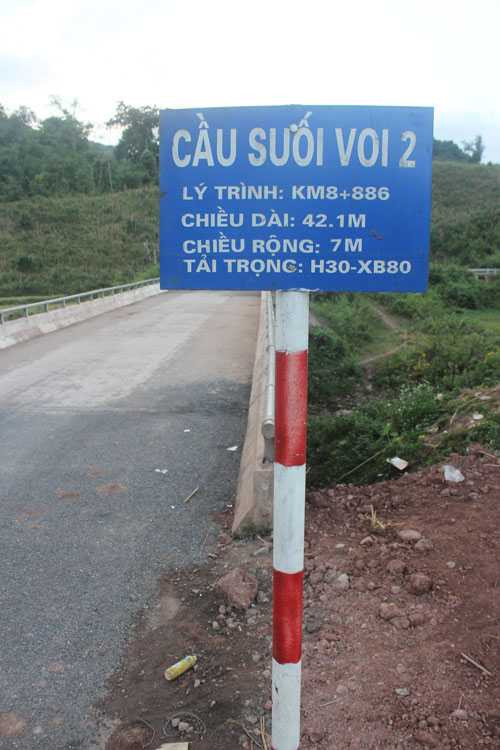 CẦU SUỐI VOI 2
LÝ TRÌNH: KM8+886
CHIỀU DÀI: 42.1M
CHIỀU RỘNG: 7M
TẢI TRỌNG: H30-XB80